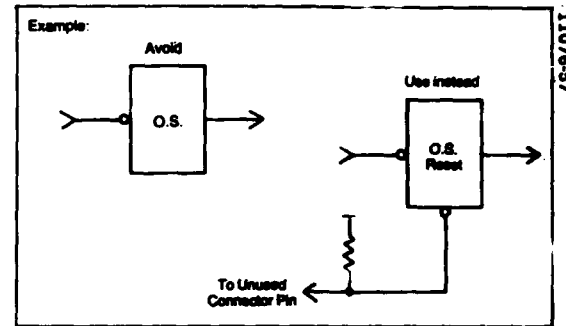 Example:
Avoid
O.S.
Use instead
O.S.
Reset
To Unused
Connector Pin